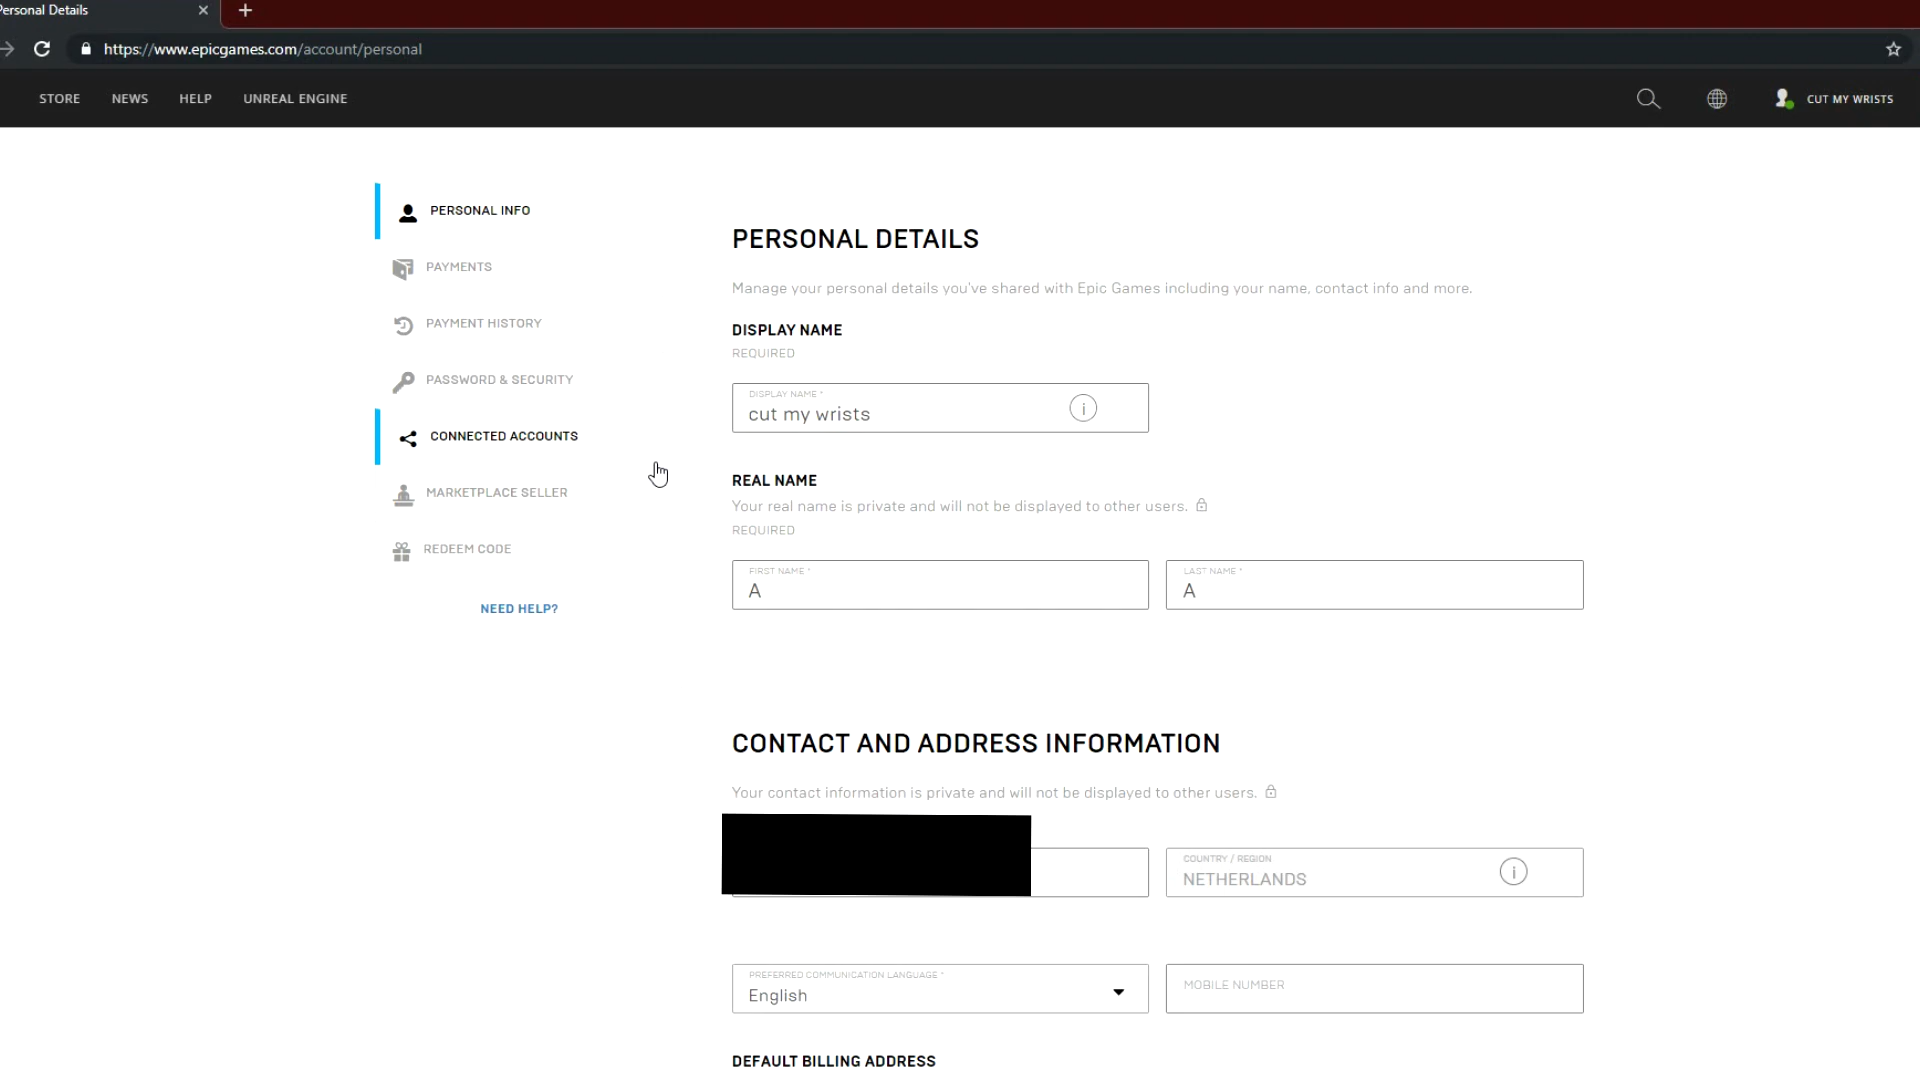 Personal Details
https://www.epicgames.com/account/personal
STORE NEWS HELP UNREAL ENGINE CUT MY WRISTS
PERSONAL INFO
PAYMENTS
PAYMENT HISTORY
PASSWORD & SECURITY
CONNECTED ACCOUNTS
MARKETPLACE SELLER
REDEEM CODE
NEED HELP?
PERSONAL DETAILS
Manage your personal details you've shared with Epic Games including your name, contact info and more.
DISPLAY NAME
REQUIRED
DISPLAY NAME *
cut my wrists
REAL NAME
Your real name is private and will not be displayed to other users.
REQUIRED
FIRST NAME * LAST NAME *
A A
CONTACT AND ADDRESS INFORMATION
Your contact information is private and will not be displayed to other users.
COUNTRY / REGION
NETHERLANDS
PREFERRED COMMUNICATION LANGUAGE *
English
MOBILE NUMBER
DEFAULT BILLING ADDRESS